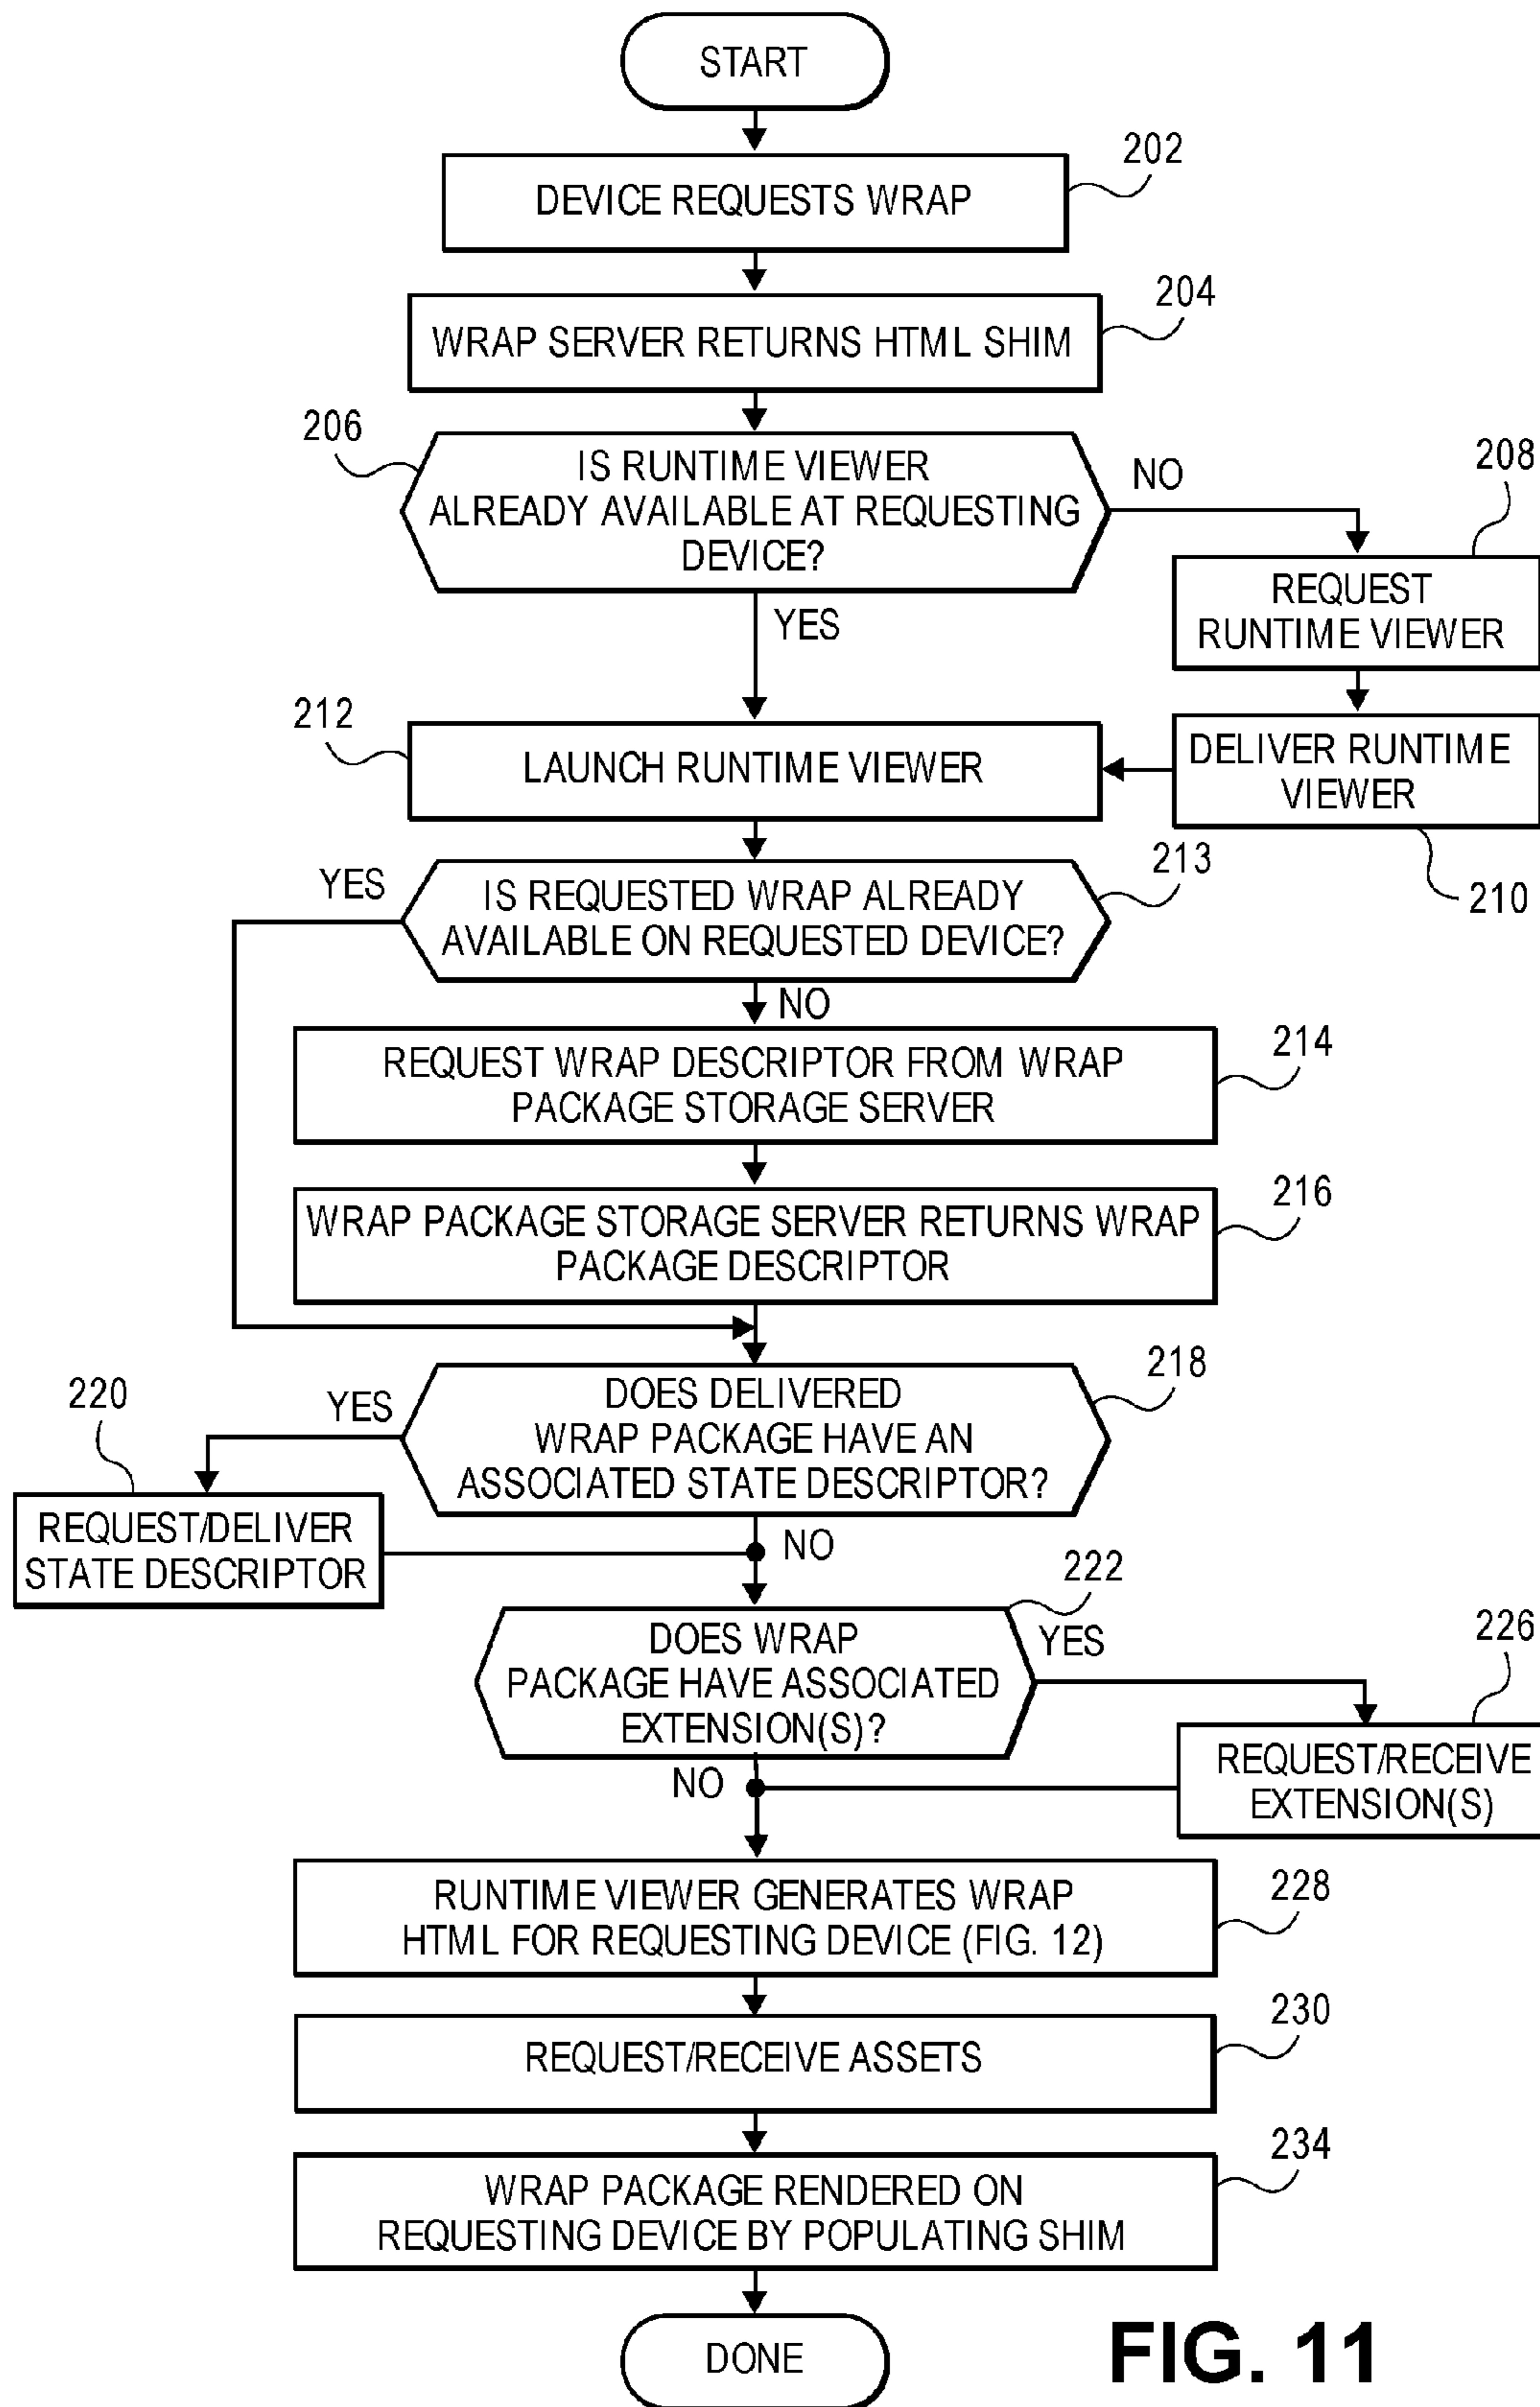 START
202
DEVICE REQUESTS WRAP
204
WRAP SERVER RETURNS HTML SHIM
206
IS RUNTIME VIEWER
ALREADY AVAILABLE AT REQUESTING
DEVICE?
NO
208
REQUEST
RUNTIME VIEWER
YES
212
LAUNCH RUNTIME VIEWER
DELIVER RUNTIME
VIEWER
210
213
YES
IS REQUESTED WRAP ALREADY
AVAILABLE ON REQUESTED DEVICE?
NO
214
REQUEST WRAP DESCRIPTOR FROM WRAP
PACKAGE STORAGE SERVER
216
WRAP PACKAGE STORAGE SERVER RETURNS WRAP
PACKAGE DESCRIPTOR
218
DOES DELIVERED
WRAP PACKAGE HAVE AN
ASSOCIATED STATE DESCRIPTOR?
YES
220
REQUEST/DELIVER
STATE DESCRIPTOR
NO
222
DOES WRAP
PACKAGE HAVE ASSOCIATED
EXTENSION(S)?
YES
226
REQUEST/RECEIVE
EXTENSION(S)
NO
228
RUNTIME VIEWER GENERATES WRAP
HTML FOR REQUESTING DEVICE (FIG. 12)
230
REQUEST/RECEIVE ASSETS
234
WRAP PACKAGE RENDERED ON
REQUESTING DEVICE BY POPULATING SHIM
DONE
FIG. 11